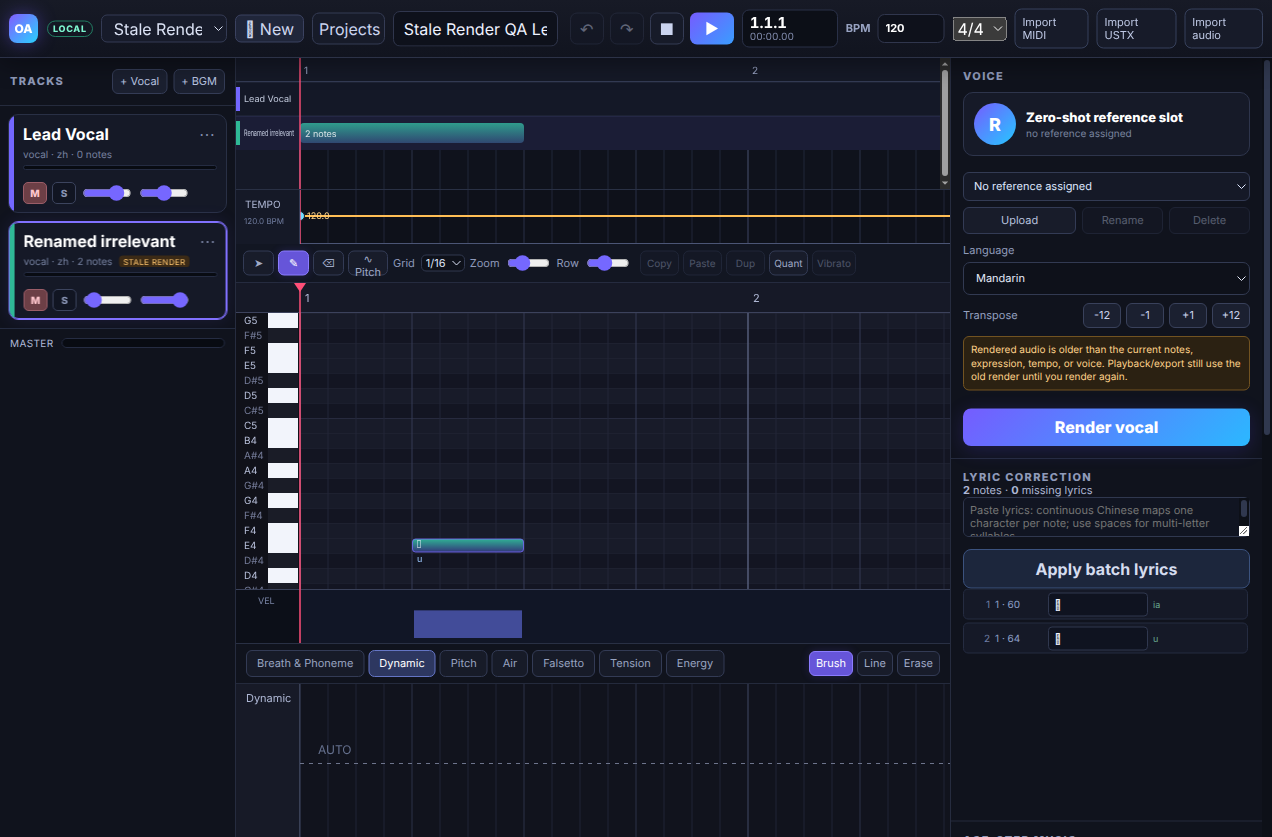 OA
LOCAL
Stale Rende
New
Projects
Stale Render QA Le
1.1.1
00:00.00
BPM
120
4/4
Import MIDI
Import USTX
Import audio
TRACKS
+ Vocal
+ BGM
Lead Vocal
vocal · zh · 0 notes
M
S
Renamed irrelevant
vocal · zh · 2 notes
STALE RENDER
M
S
MASTER
1
2
Lead Vocal
Renamed irrelevant
2 notes
TEMPO
120.0 BPM
120.0
Pitch
Grid
1/16
Zoom
Row
Copy
Paste
Dup
Quant
Vibrato
1
2
G5
F#5
F5
E5
D#5
D5
C#5
C5
B4
A#4
A4
G#4
G4
F#4
F4
E4
D#4
D4
u
VEL
Breath & Phoneme
Dynamic
Pitch
Air
Falsetto
Tension
Energy
Brush
Line
Erase
Dynamic
AUTO
VOICE
R
Zero-shot reference slot
no reference assigned
No reference assigned
Upload
Rename
Delete
Language
Mandarin
Transpose
-12
-1
+1
+12
Rendered audio is older than the current notes,
expression, tempo, or voice. Playback/export still use the
old render until you render again.
Render vocal
LYRIC CORRECTION
2 notes · 0 missing lyrics
Paste lyrics: continuous Chinese maps one
character per note; use spaces for multi-letter
Apply batch lyrics
1 1 · 60
ia
2 1 · 64
u